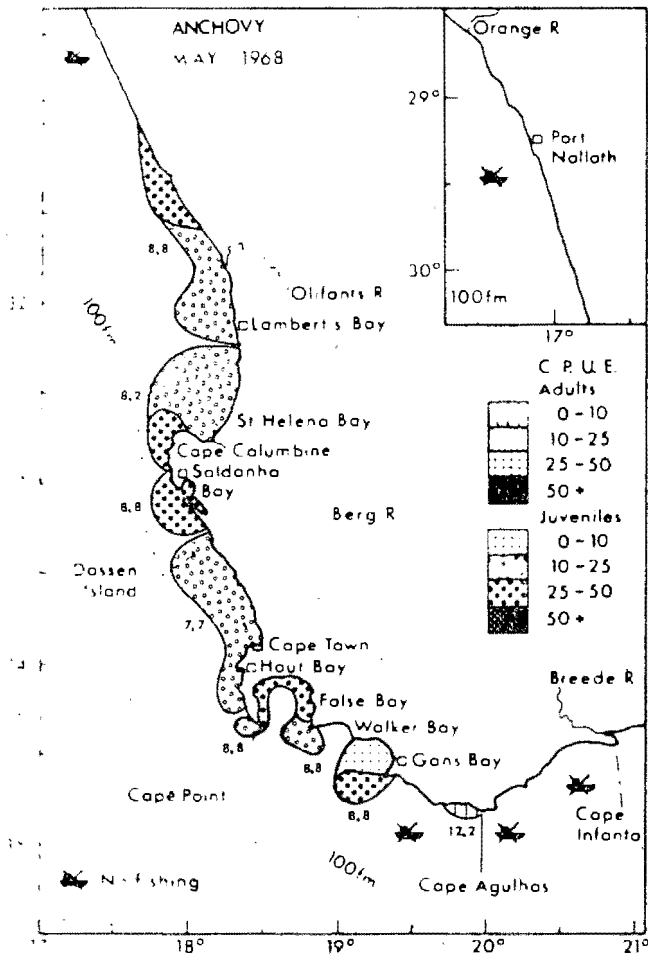 ANCHOVY
MAY 1968
Orange R
29°
Port
Nolloth
30°
100fm
17°
8,8
Olifants R
100fm
Lambert's Bay
8,2
St Helena Bay
Cape Columbine
Saldanha
Bay
8,8
Berg R
Dassen
Island
7,7
Cape Town
Hout Bay
False Bay
Walker Bay
Gans Bay
8,8
8,8
8,8
12,2
Cape Point
Breede R
Cape
Infanta
Cape Agulhas
100fm
No fishing
C. P. U. E.
Adults
0-10
10-25
25-50
50+
Juveniles
0-10
10-25
25-50
50+
18°
19°
20°
21°